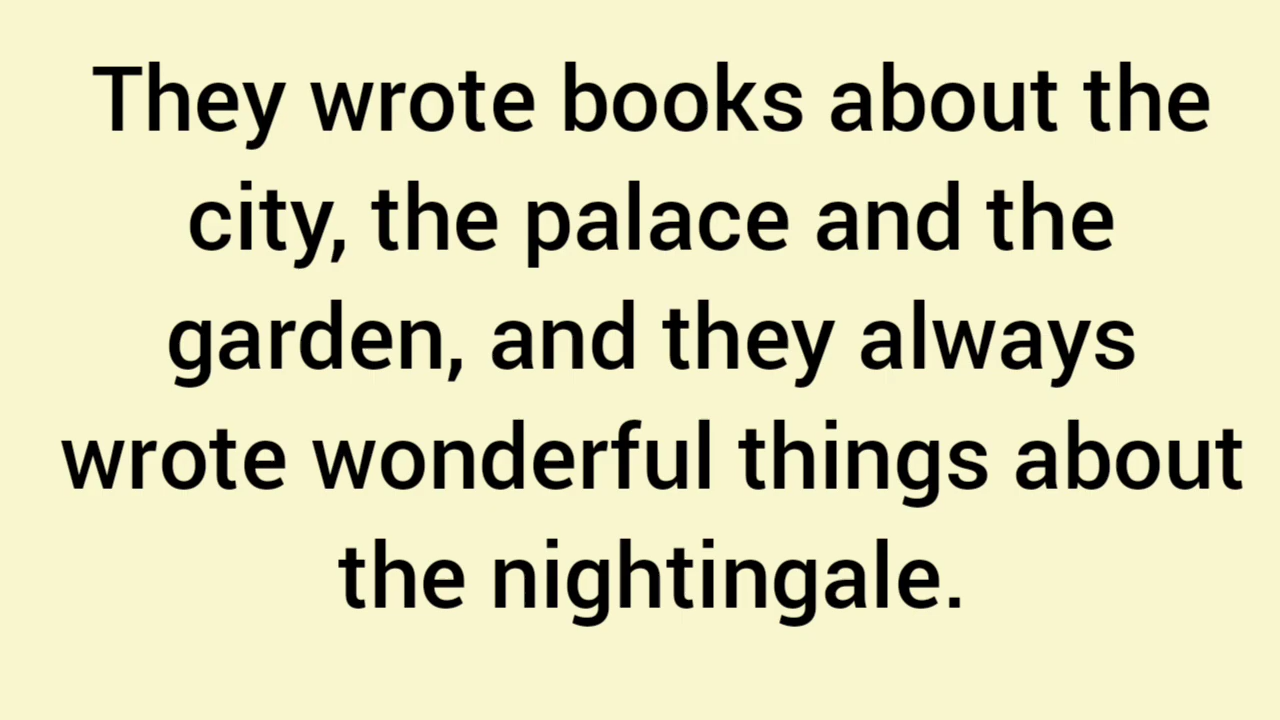 They wrote books about the
city, the palace and the
garden, and they always
wrote wonderful things about
the nightingale.